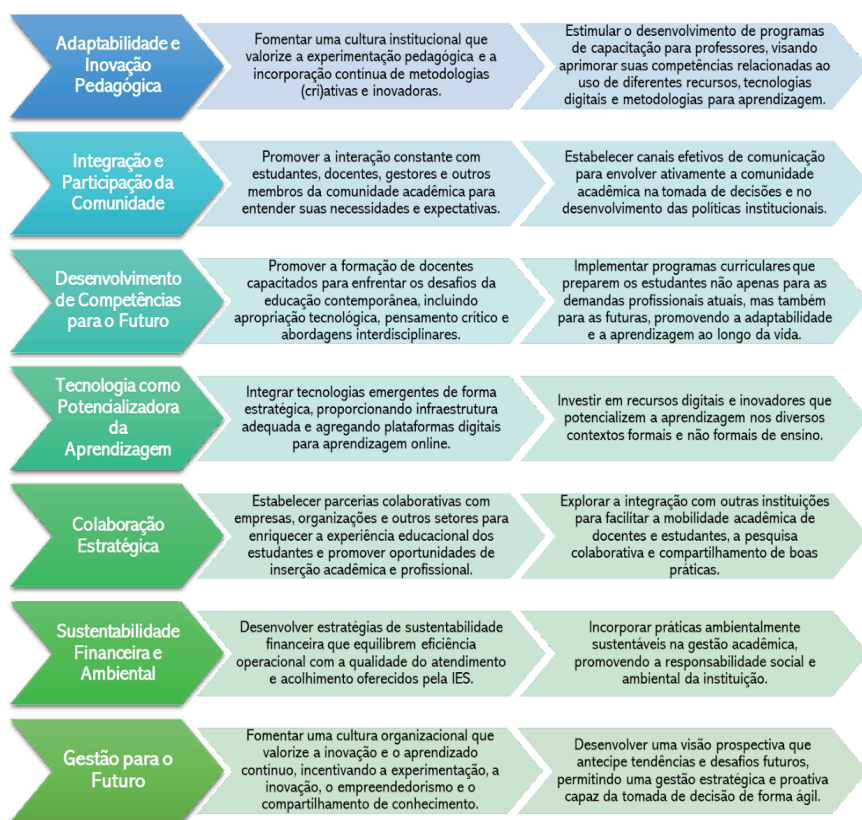 Adaptabilidade e
Inovação
Pedagógica
Fomentar uma cultura institucional que
valorize a experimentação pedagógica e a
incorporação contínua de metodologias
(cri)ativas e inovadoras.
Estimular o desenvolvimento de programas
de capacitação para professores, visando
aprimorar suas competências relacionadas ao
uso de diferentes recursos, tecnologias
digitais e metodologias para aprendizagem.
Integração e
Participação da
Comunidade
Promover a interação constante com
estudantes, docentes, gestores e outros
membros da comunidade acadêmica para
entender suas necessidades e expectativas.
Estabelecer canais efetivos de comunicação
para envolver ativamente a comunidade
acadêmica na tomada de decisões e no
desenvolvimento das políticas institucionais.
Desenvolvimento
de Competências
para o Futuro
Promover a formação de docentes
capacitados para enfrentar os desafios da
educação contemporânea, incluindo
apropriação tecnológica, pensamento crítico e
abordagens interdisciplinares.
Implementar programas curriculares que
preparem os estudantes não apenas para as
demandas profissionais atuais, mas também
para as futuras, promovendo a adaptabilidade
e a aprendizagem ao longo da vida.
Tecnologia como
Potencializadora
da
Aprendizagem
Integrar tecnologias emergentes de forma
estratégica, proporcionando infraestrutura
adequada e agregando plataformas digitais
para aprendizagem online.
Investir em recursos digitais e inovadores que
potencializem a aprendizagem nos diversos
contextos formais e não formais de ensino.
Colaboração
Estratégica
Estabelecer parcerias colaborativas com
empresas, organizações e outros setores para
enriquecer a experiência educacional dos
estudantes e promover oportunidades de
inserção acadêmica e profissional.
Explorar a integração com outras instituições
para facilitar a mobilidade acadêmica de
docentes e estudantes, a pesquisa
colaborativa e compartilhamento de boas
práticas.
Sustentabilidade
Financeira e
Ambiental
Desenvolver estratégias de sustentabilidade
financeira que equilibrem eficiência
operacional com a qualidade do atendimento
e acolhimento oferecidos pela IES.
Incorporar práticas ambientalmente
sustentáveis na gestão acadêmica,
promovendo a responsabilidade social e
ambiental da instituição.
Gestão para o
Futuro
Fomentar uma cultura organizacional que
valorize a inovação e o aprendizado
contínuo, incentivando a experimentação, a
inovação, o empreendedorismo e o
compartilhamento de conhecimento.
Desenvolver uma visão prospectiva que
antecipe tendências e desafios futuros,
permitindo uma gestão estratégica e proativa
capaz da tomada de decisão de forma ágil.